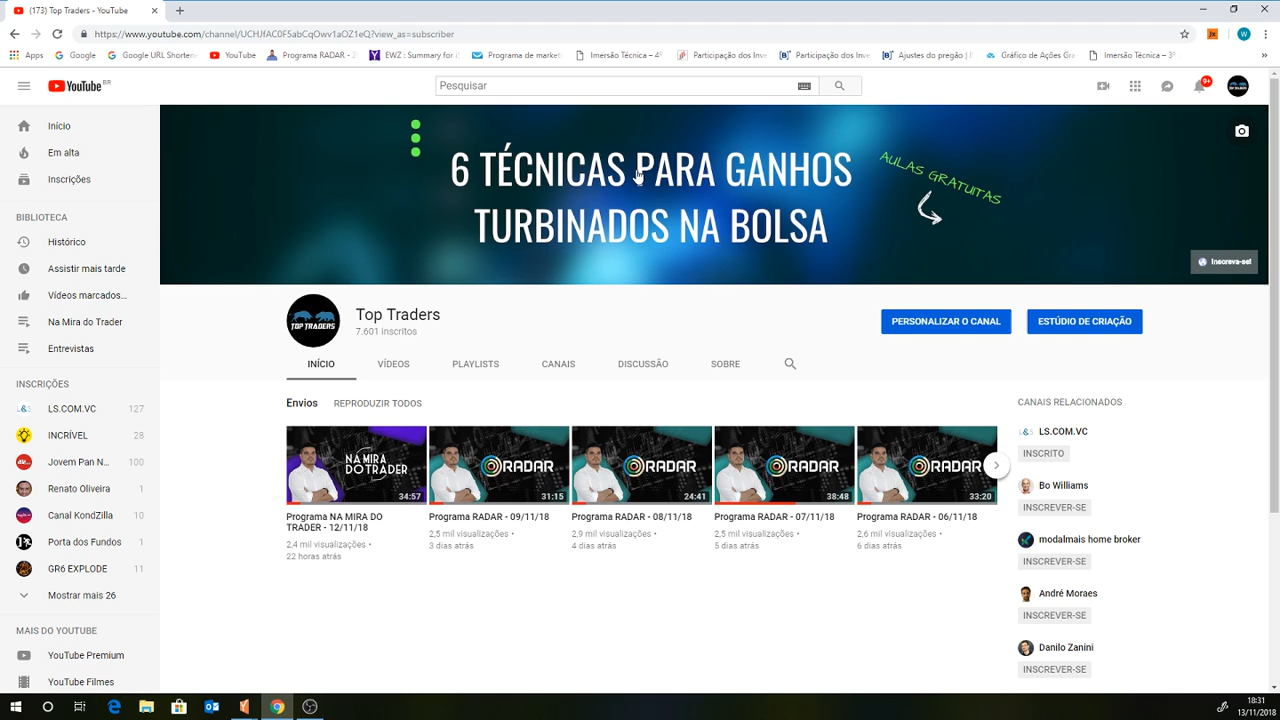 (173) Top Traders - YouTube
https://www.youtube.com/channel/UCHJfAC0F5abCqOwv1aOZ1eQ?view_as=subscriber
Apps
Google
Google URL Shortene
YouTube
Programa RADAR - 2
EWZ : Summary for iS
Programa de market
Imersão Técnica – 4º
Participação dos Inve
Participação dos Inve
Ajustes do pregão |
Gráfico de Ações Gra
Imersão Técnica – 3º
YouTube BR
Pesquisar
9+
Início
Em alta
Inscrições
BIBLIOTECA
Histórico
Assistir mais tarde
Vídeos marcados...
Na Mira do Trader
Entrevistas
INSCRIÇÕES
LS.COM.VC 127
INCRÍVEL 28
Jovem Pan N... 100
Renato Oliveira 1
Canal KondZilla 10
Porta dos Fundos 1
GR6 EXPLODE 11
Mostrar mais 26
MAIS DO YOUTUBE
YouTube Premium
YouTube Filmes
6 TÉCNICAS PARA GANHOS
TURBINADOS NA BOLSA
AULAS GRATUITAS
Inscreva-se!
TOP TRADERS
Top Traders
7.601 inscritos
PERSONALIZAR O CANAL
ESTÚDIO DE CRIAÇÃO
INÍCIO
VÍDEOS
PLAYLISTS
CANAIS
DISCUSSÃO
SOBRE
Envios
REPRODUZIR TODOS
NA MIRA
DO TRADER
34:57
Programa NA MIRA DO
TRADER - 12/11/18
2,4 mil visualizações •
22 horas atrás
RADAR
31:15
Programa RADAR - 09/11/18
2,5 mil visualizações •
3 dias atrás
RADAR
24:41
Programa RADAR - 08/11/18
2,9 mil visualizações •
4 dias atrás
RADAR
38:48
Programa RADAR - 07/11/18
2,5 mil visualizações •
5 dias atrás
RADAR
33:20
Programa RADAR - 06/11/18
2,6 mil visualizações •
6 dias atrás
CANAIS RELACIONADOS
L&S LS.COM.VC
INSCRITO
Bo Williams
INSCREVER-SE
modalmais home broker
INSCREVER-SE
André Moraes
INSCREVER-SE
Danilo Zanini
INSCREVER-SE
18:31
13/11/2018